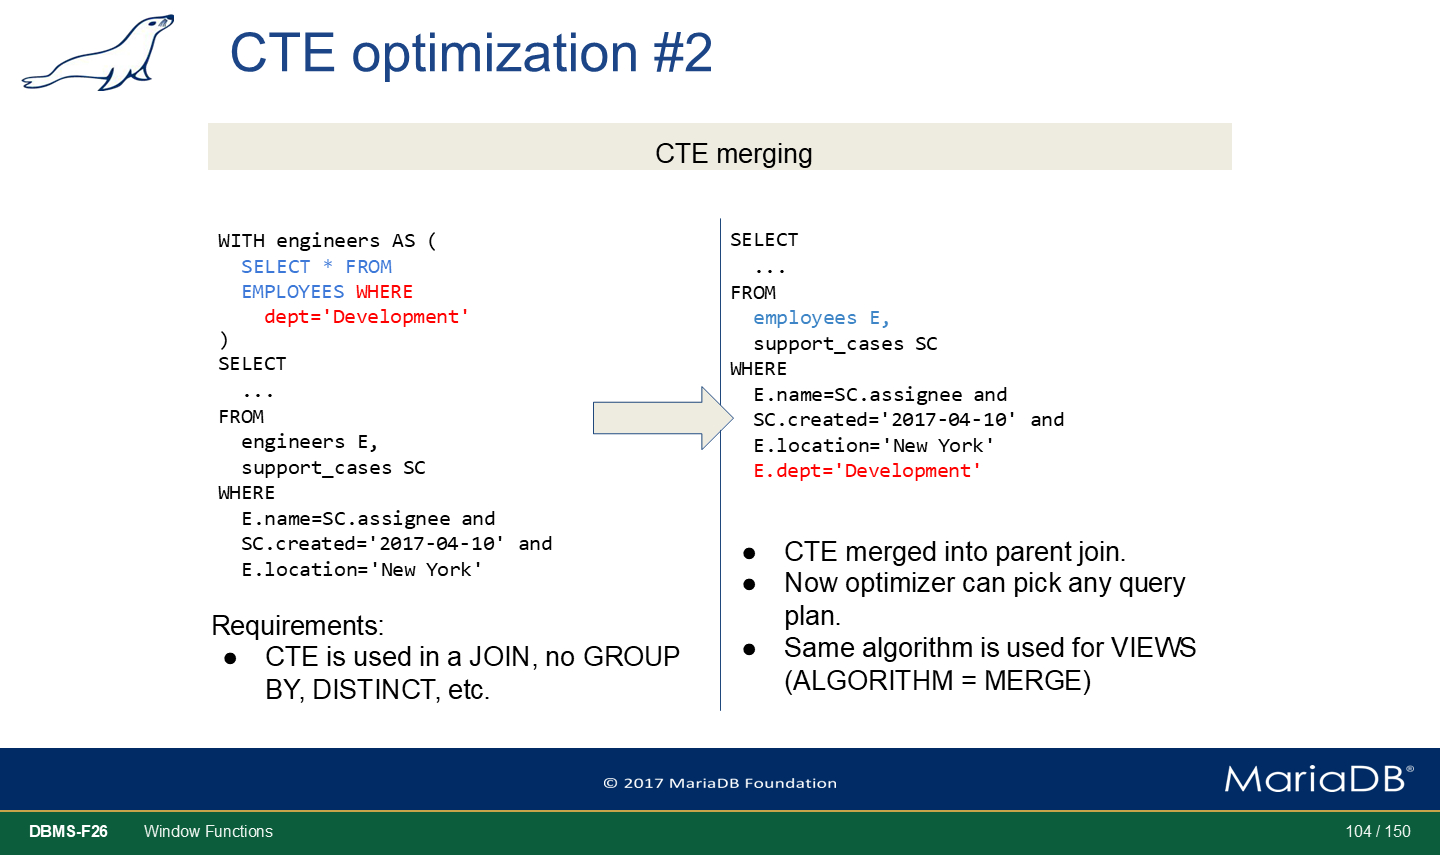 CTE optimization #2
CTE merging
WITH engineers AS (
SELECT * FROM
EMPLOYEES WHERE
dept='Development'
)
SELECT
...
FROM
engineers E,
support_cases SC
WHERE
E.name=SC.assignee and
SC.created='2017-04-10' and
E.location='New York'
Requirements:
● CTE is used in a JOIN, no GROUP
BY, DISTINCT, etc.
SELECT
...
FROM
employees E,
support_cases SC
WHERE
E.name=SC.assignee and
SC.created='2017-04-10' and
E.location='New York'
E.dept='Development'
● CTE merged into parent join.
● Now optimizer can pick any query
plan.
● Same algorithm is used for VIEWS
(ALGORITHM = MERGE)
© 2017 MariaDB Foundation
MariaDB®
DBMS-F26 Window Functions 104 / 150